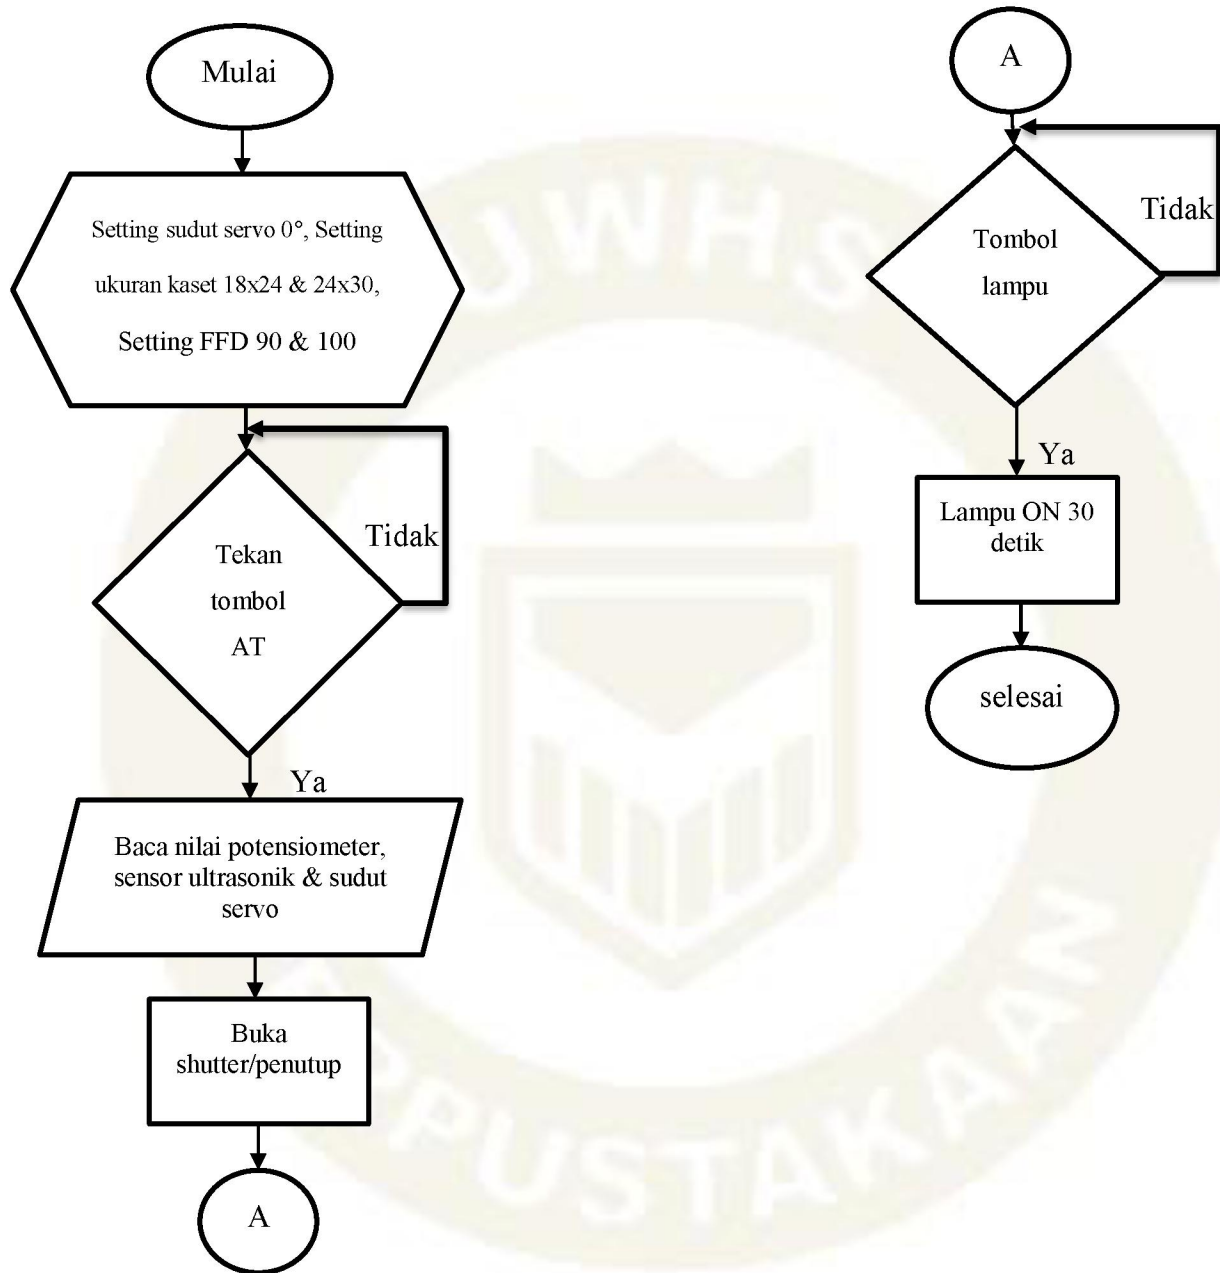 Mulai
Setting sudut servo 0°, Setting
ukuran kaset 18x24 & 24x30,
Setting FFD 90 & 100
Tidak
Tekan
tombol
AT
Ya
Baca nilai potensiometer,
sensor ultrasonik & sudut
servo
Buka
shutter/penutup
A
A
Tidak
Tombol
lampu
Ya
Lampu ON 30
detik
selesai
UWHS
PUSTAKAAN